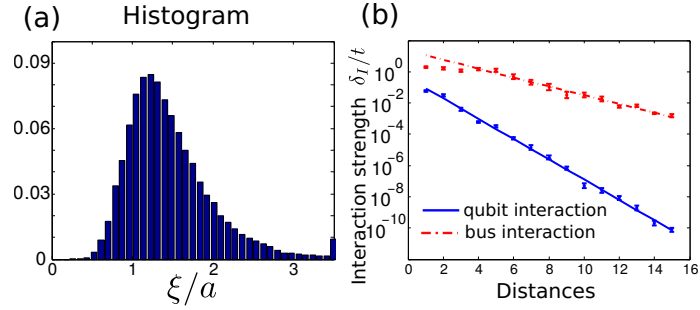 (a) Histogram
0.09
0.06
0.03
0
0 1 2 3
ξ/a
(b)
Interaction strength δ_I/t
10^0
10^-2
10^-4
10^-6
10^-8
10^-10
qubit interaction
bus interaction
0 2 4 6 8 10 12 14 16
Distances